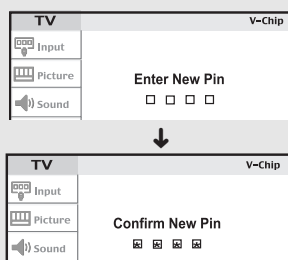 TV V-Chip
Input
Picture
Enter New Pin
Sound
TV V-Chip
Input
Picture
Confirm New Pin
Sound